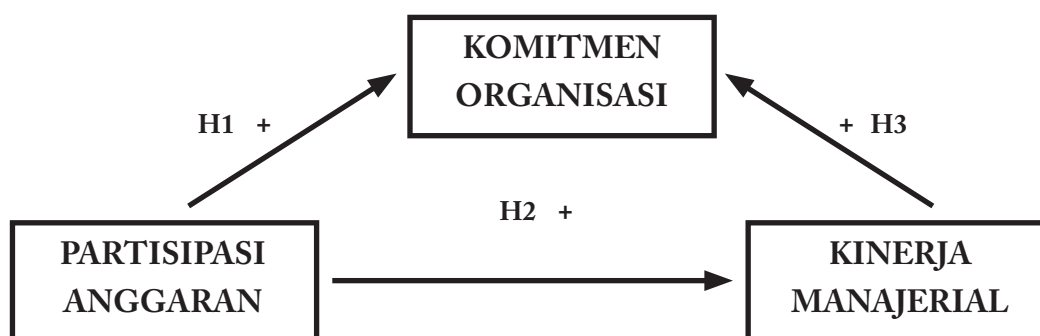 KOMITMEN
ORGANISASI
H1 +
+ H3
H2 +
PARTISIPASI
ANGGARAN
KINERJA
MANAJERIAL